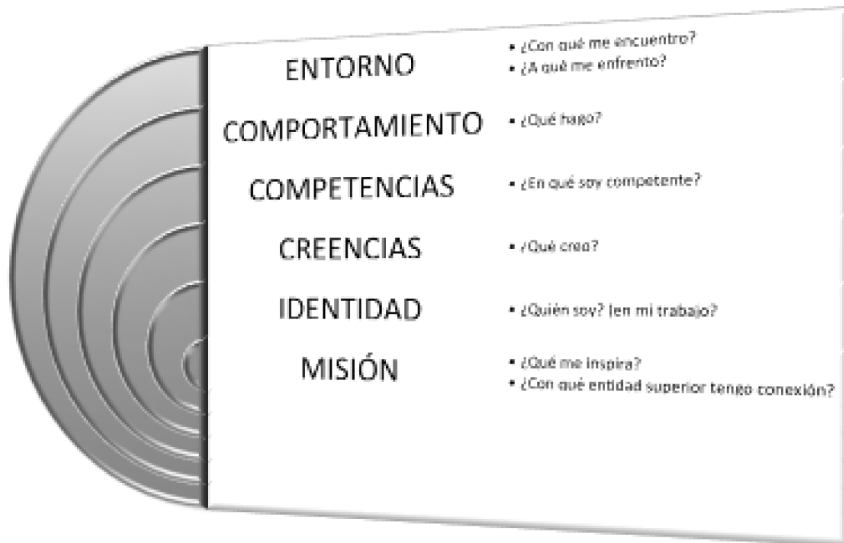 ENTORNO
• ¿Con qué me encuentro?
• ¿A qué me enfrento?
COMPORTAMIENTO
• ¿Qué hago?
COMPETENCIAS
• ¿En qué soy competente?
CREENCIAS
• ¿Qué creo?
IDENTIDAD
• ¿Quién soy? (en mi trabajo?
MISIÓN
• ¿Qué me inspira?
• ¿Con qué entidad superior tengo conexión?